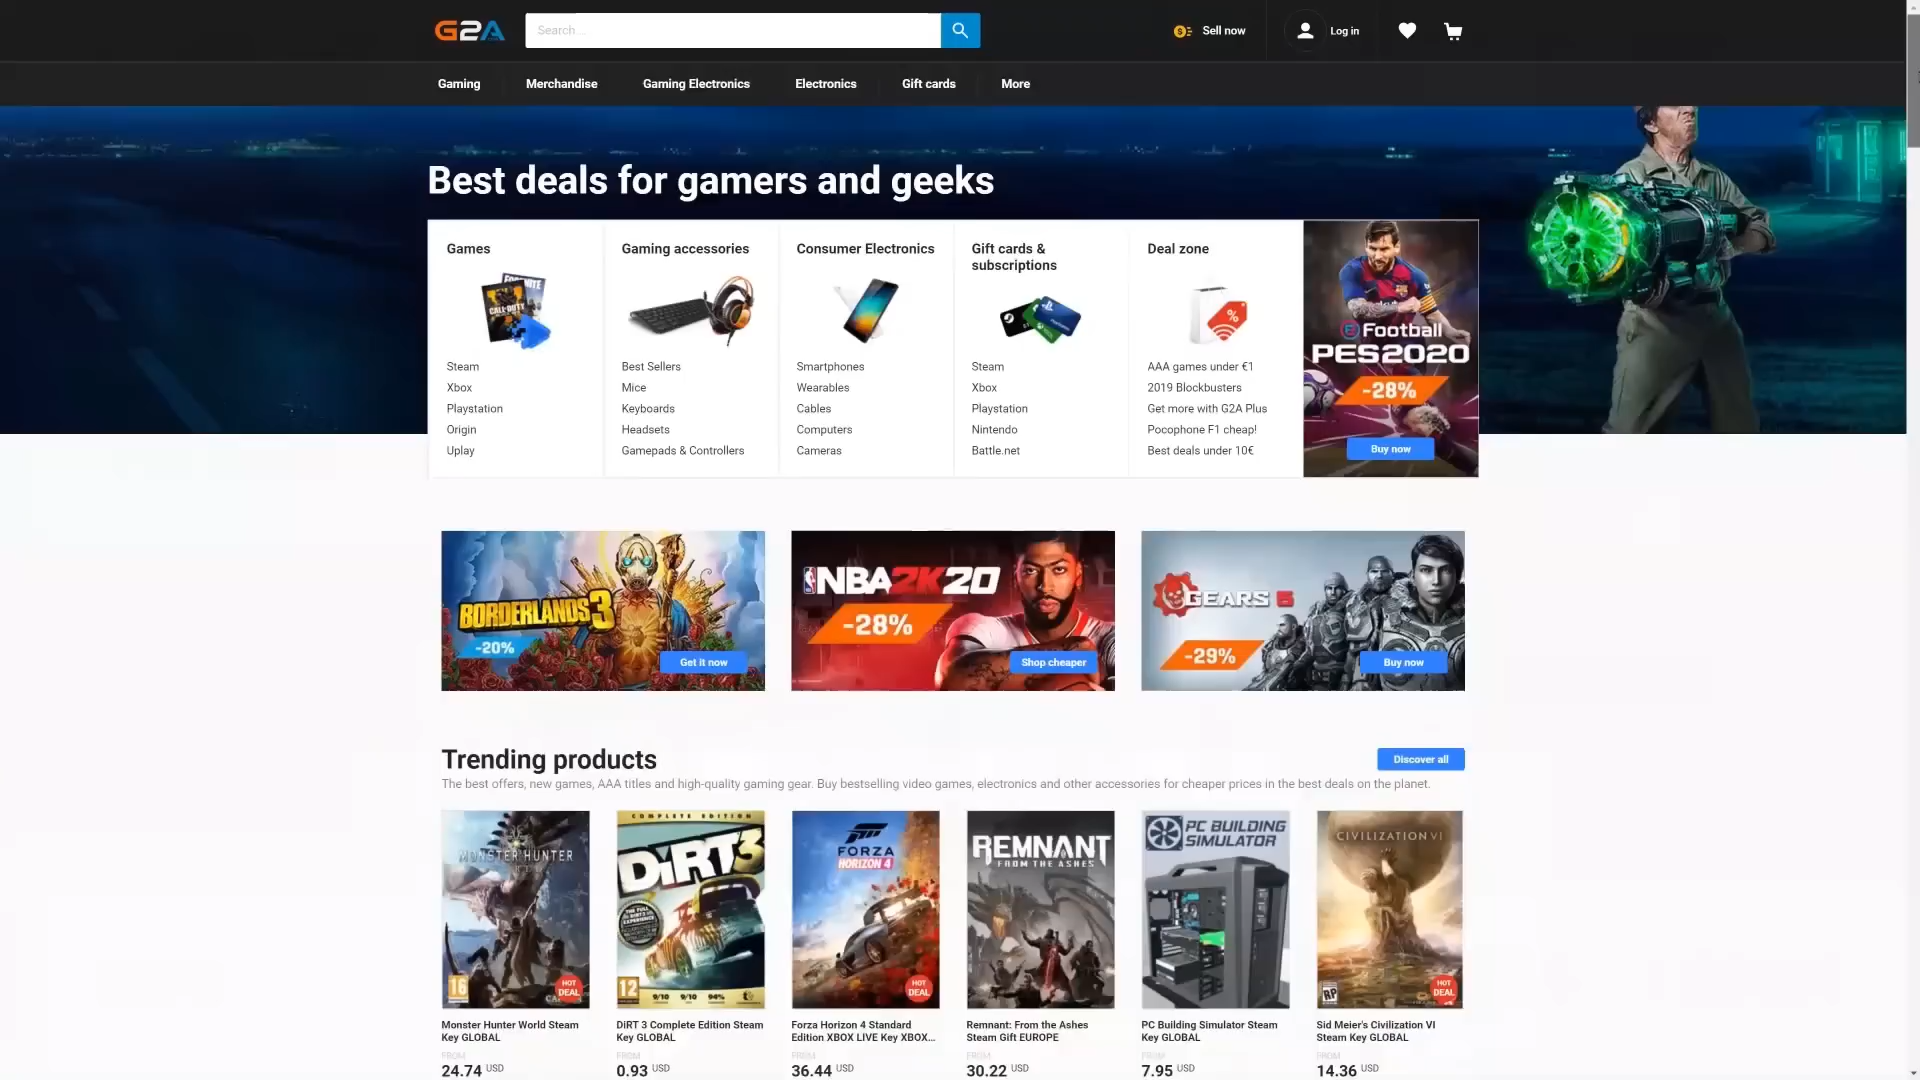 G2A
Search...
Sell now
Log in
Gaming
Merchandise
Gaming Electronics
Electronics
Gift cards
More
Best deals for gamers and geeks
Games
Steam
Xbox
Playstation
Origin
Uplay
Gaming accessories
Best Sellers
Mice
Keyboards
Headsets
Gamepads & Controllers
Consumer Electronics
Smartphones
Wearables
Cables
Computers
Cameras
Gift cards &
subscriptions
Steam
Xbox
Playstation
Nintendo
Battle.net
Deal zone
%
AAA games under €1
2019 Blockbusters
Get more with G2A Plus
Pocophone F1 cheap!
Best deals under 10€
Football
PES2020
-28%
Buy now
BORDERLANDS 3
-20%
Get it now
NBA2K20
-28%
Shop cheaper
GEARS 5
-29%
Buy now
Trending products
Discover all
The best offers, new games, AAA titles and high-quality gaming gear. Buy bestselling video games, electronics and other accessories for cheaper prices in the best deals on the planet.
MONSTER HUNTER
16
HOT
DEAL
Monster Hunter World Steam
Key GLOBAL
FROM
24.74 USD
COMPLETE EDITION
DiRT3
12
9/10 9/10 94%
DiRT 3 Complete Edition Steam
Key GLOBAL
FROM
0.93 USD
FORZA
HORIZON 4
HOT
DEAL
Forza Horizon 4 Standard
Edition XBOX LIVE Key XBOX...
FROM
36.44 USD
REMNANT
FROM THE ASHES
Remnant: From the Ashes
Steam Gift EUROPE
FROM
30.22 USD
PC BUILDING
SIMULATOR
PC Building Simulator Steam
Key GLOBAL
FROM
7.95 USD
CIVILIZATION VI
RP
HOT
DEAL
Sid Meier's Civilization VI
Steam Key GLOBAL
FROM
14.36 USD